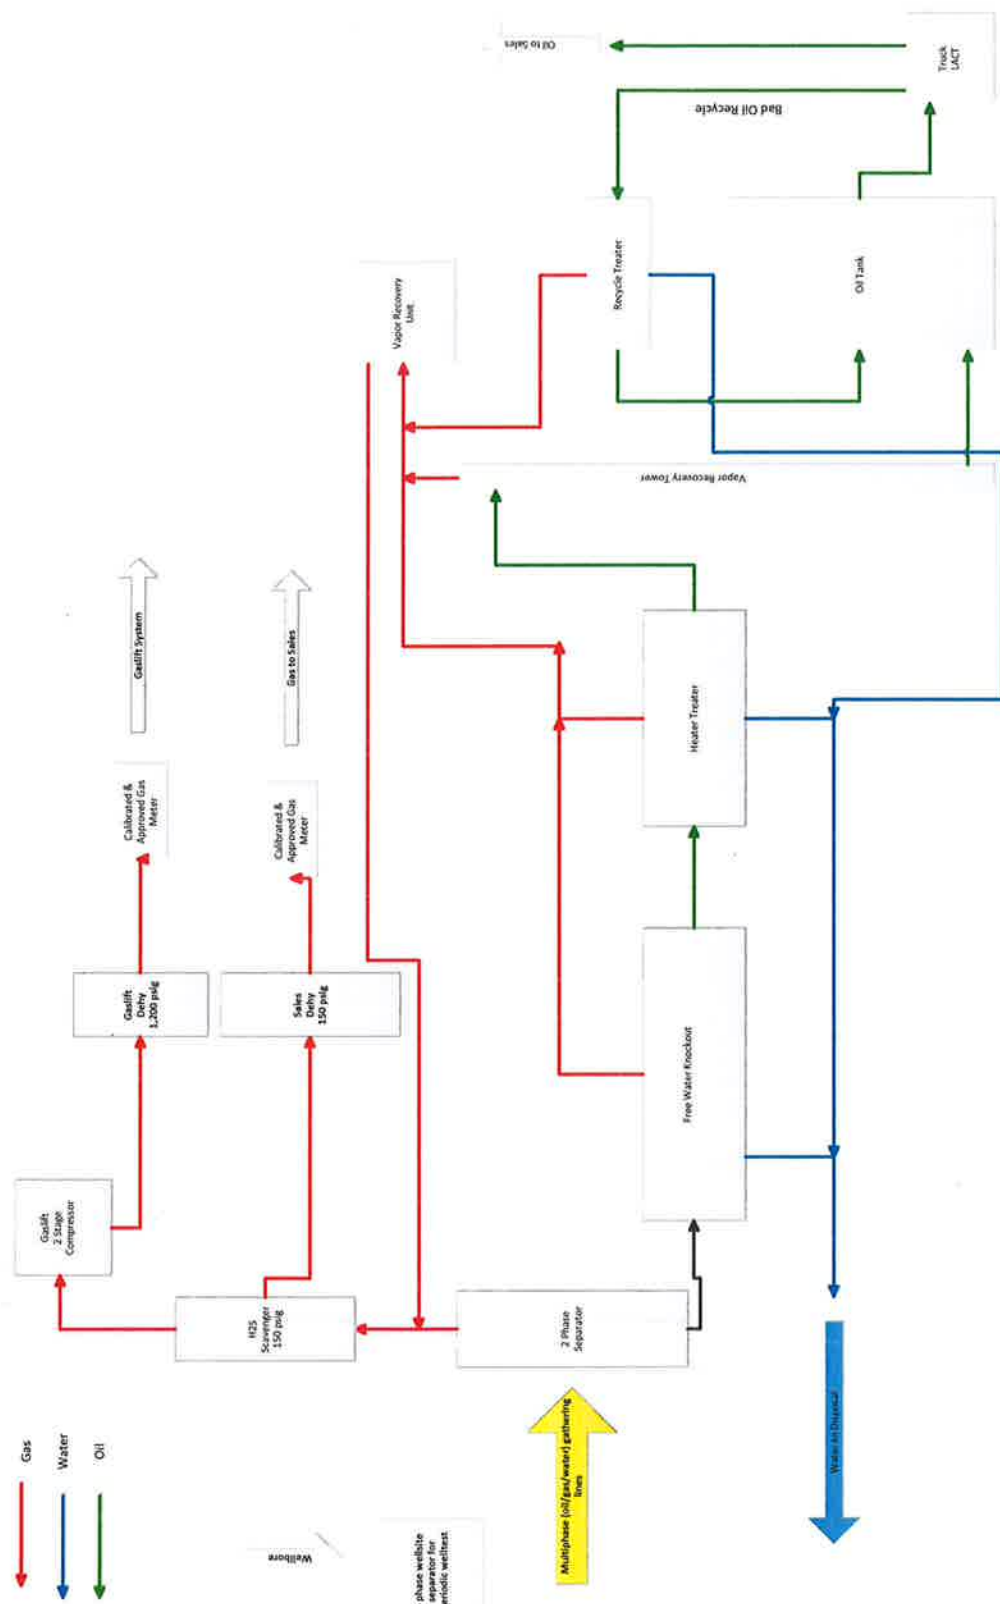 Gas
Water
Oil
Wellbore
phase wellsite
separator for
eriodic welltest
Multiphase (oil/gas/water) gathering
lines
2 Phase
Separator
H2S
Scavenger
150 psig
Gaslift
2 Stage
Compressor
Gaslift
Dehy
1,200 psig
Sales
Dehy
150 psig
Calibrated &
Approved Gas
Meter
Calibrated &
Approved Gas
Meter
Gaslift System
Gas to Sales
Free Water Knockout
Heater Treater
Vapor Recovery Tower
Vapor Recovery
Unit
Recycle Treater
Oil Tank
Bad Oil Recycle
Truck
LACT
Oil to Sales
Water to Disposal